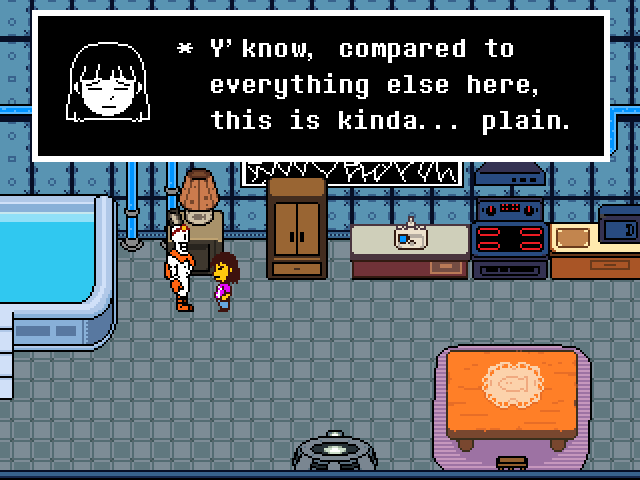 * Y'know, compared to
everything else here,
this is kinda... plain.